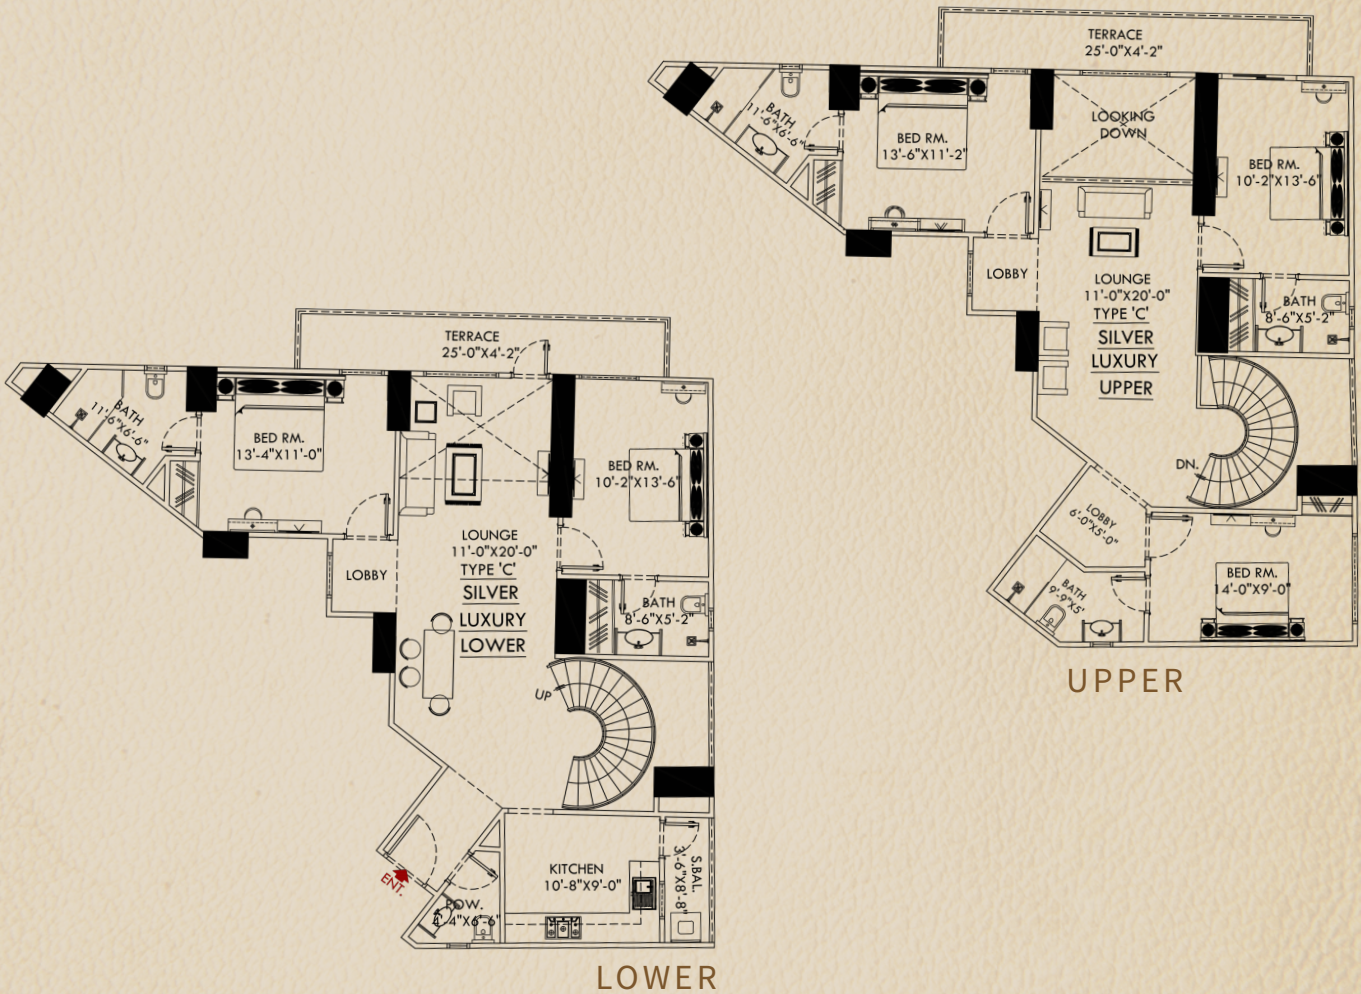 TERRACE
25'-0"X4'-2"
BATH
11'-6"X6'-6"
BED RM.
13'-6"X11'-2"
LOOKING
DOWN
BED RM.
10'-2"X13'-6"
LOBBY
LOUNGE
11'-0"X20'-0"
TYPE 'C'
SILVER
LUXURY
UPPER
BATH
8'-6"X5'-2"
DN.
LOBBY
6'-0"X5'-0"
BATH
9'-9"X5'
BED RM.
14'-0"X9'-0"
UPPER
TERRACE
25'-0"X4'-2"
BATH
11'-6"X6'-6"
BED RM.
13'-4"X11'-0"
BED RM.
10'-2"X13'-6"
LOUNGE
11'-0"X20'-0"
TYPE 'C'
SILVER
LUXURY
LOWER
LOBBY
BATH
8'-6"X5'-2"
UP
ENT.
POW.
4'-4"X6'-6"
KITCHEN
10'-8"X9'-0"
S.BAL.
3'-6"X8'-8"
LOWER